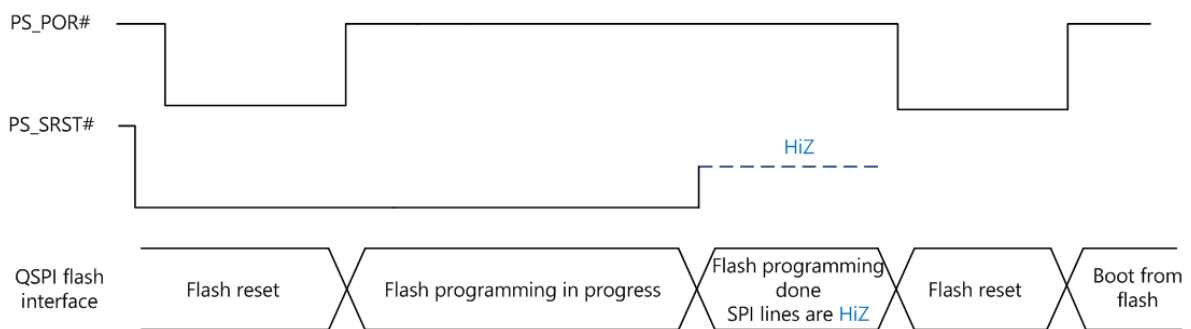 PS_POR#
PS_SRST#
HiZ
QSPI flash
interface
Flash reset
Flash programming in progress
Flash programming
done
SPI lines are HiZ
Flash reset
Boot from
flash